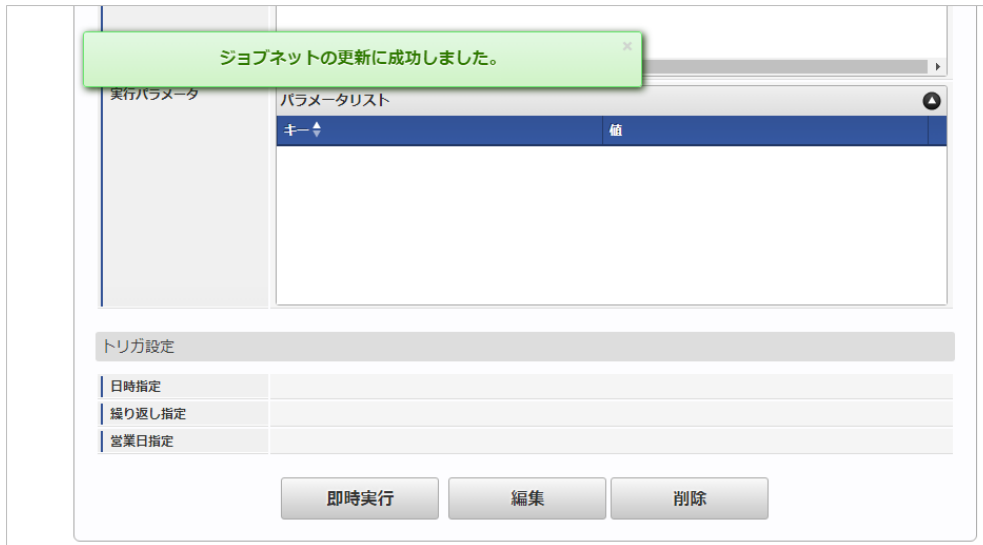 ジョブネットの更新に成功しました。
×
実行パラメータ
パラメータリスト
キー
値
トリガ設定
日時指定
繰り返し指定
営業日指定
即時実行
編集
削除